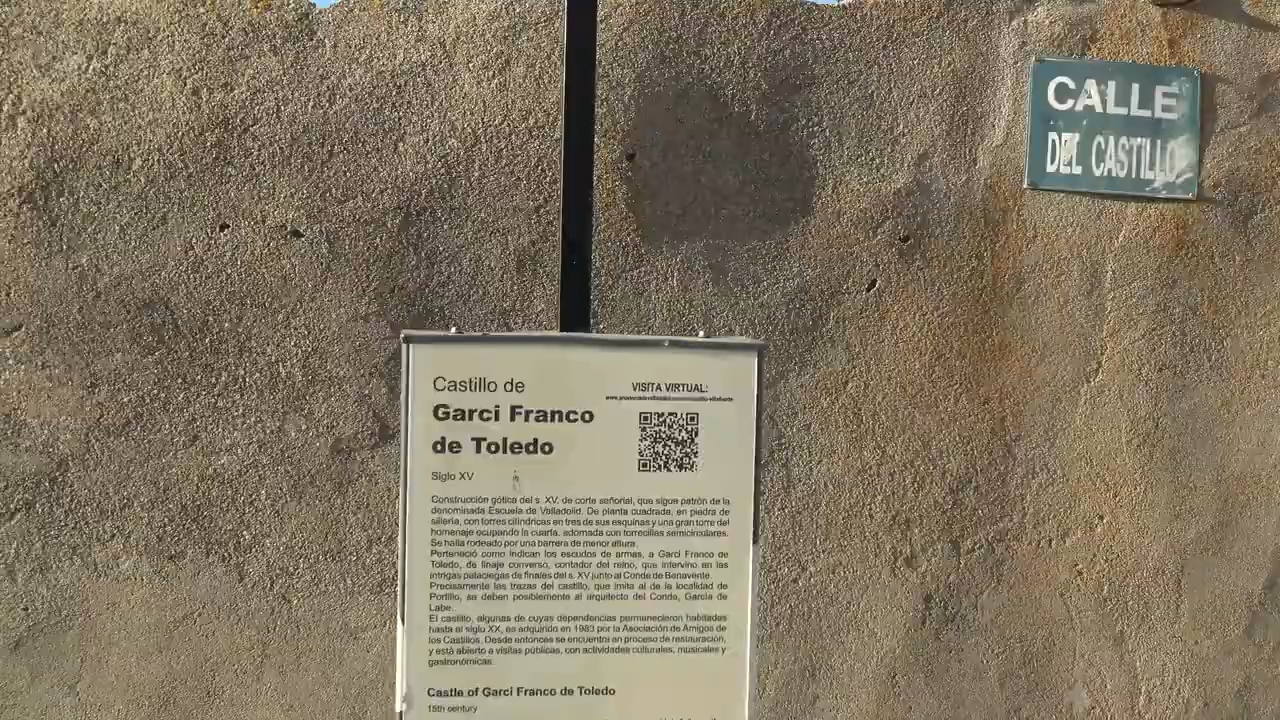 CALLE
DEL CASTILLO
Castillo de
Garci Franco
de Toledo
Siglo XV
VISITA VIRTUAL:
Construcción gótica del s. XV, de corte señorial, que sigue patrón de la
denominada Escuela de Valladolid. De planta cuadrada, en piedra de
sillería, con torres cilíndricas en tres de sus esquinas y una gran torre del
homenaje ocupando la cuarta, adornada con torrecillas semicirculares.
Se halla rodeado por una barrera de menor altura.
Perteneció como indican los escudos de armas, a Garci Franco de
Toledo, de linaje converso, contador del reino, que intervino en las
intrigas palaciegas de finales del s. XV junto al Conde de Benavente.
Precisamente las trazas del castillo, que imita al de la localidad de
Portillo, se deben posiblemente al arquitecto del Conde, García de
Labe.
El castillo, algunas de cuyas dependencias permanecieron habitadas
hasta el siglo XX, es adquirido en 1983 por la Asociación de Amigos de
los Castillos. Desde entonces se encuentra en proceso de restauración,
y está abierto a visitas públicas, con actividades culturales, musicales y
gastronómicas.
Castle of Garci Franco de Toledo
15th century